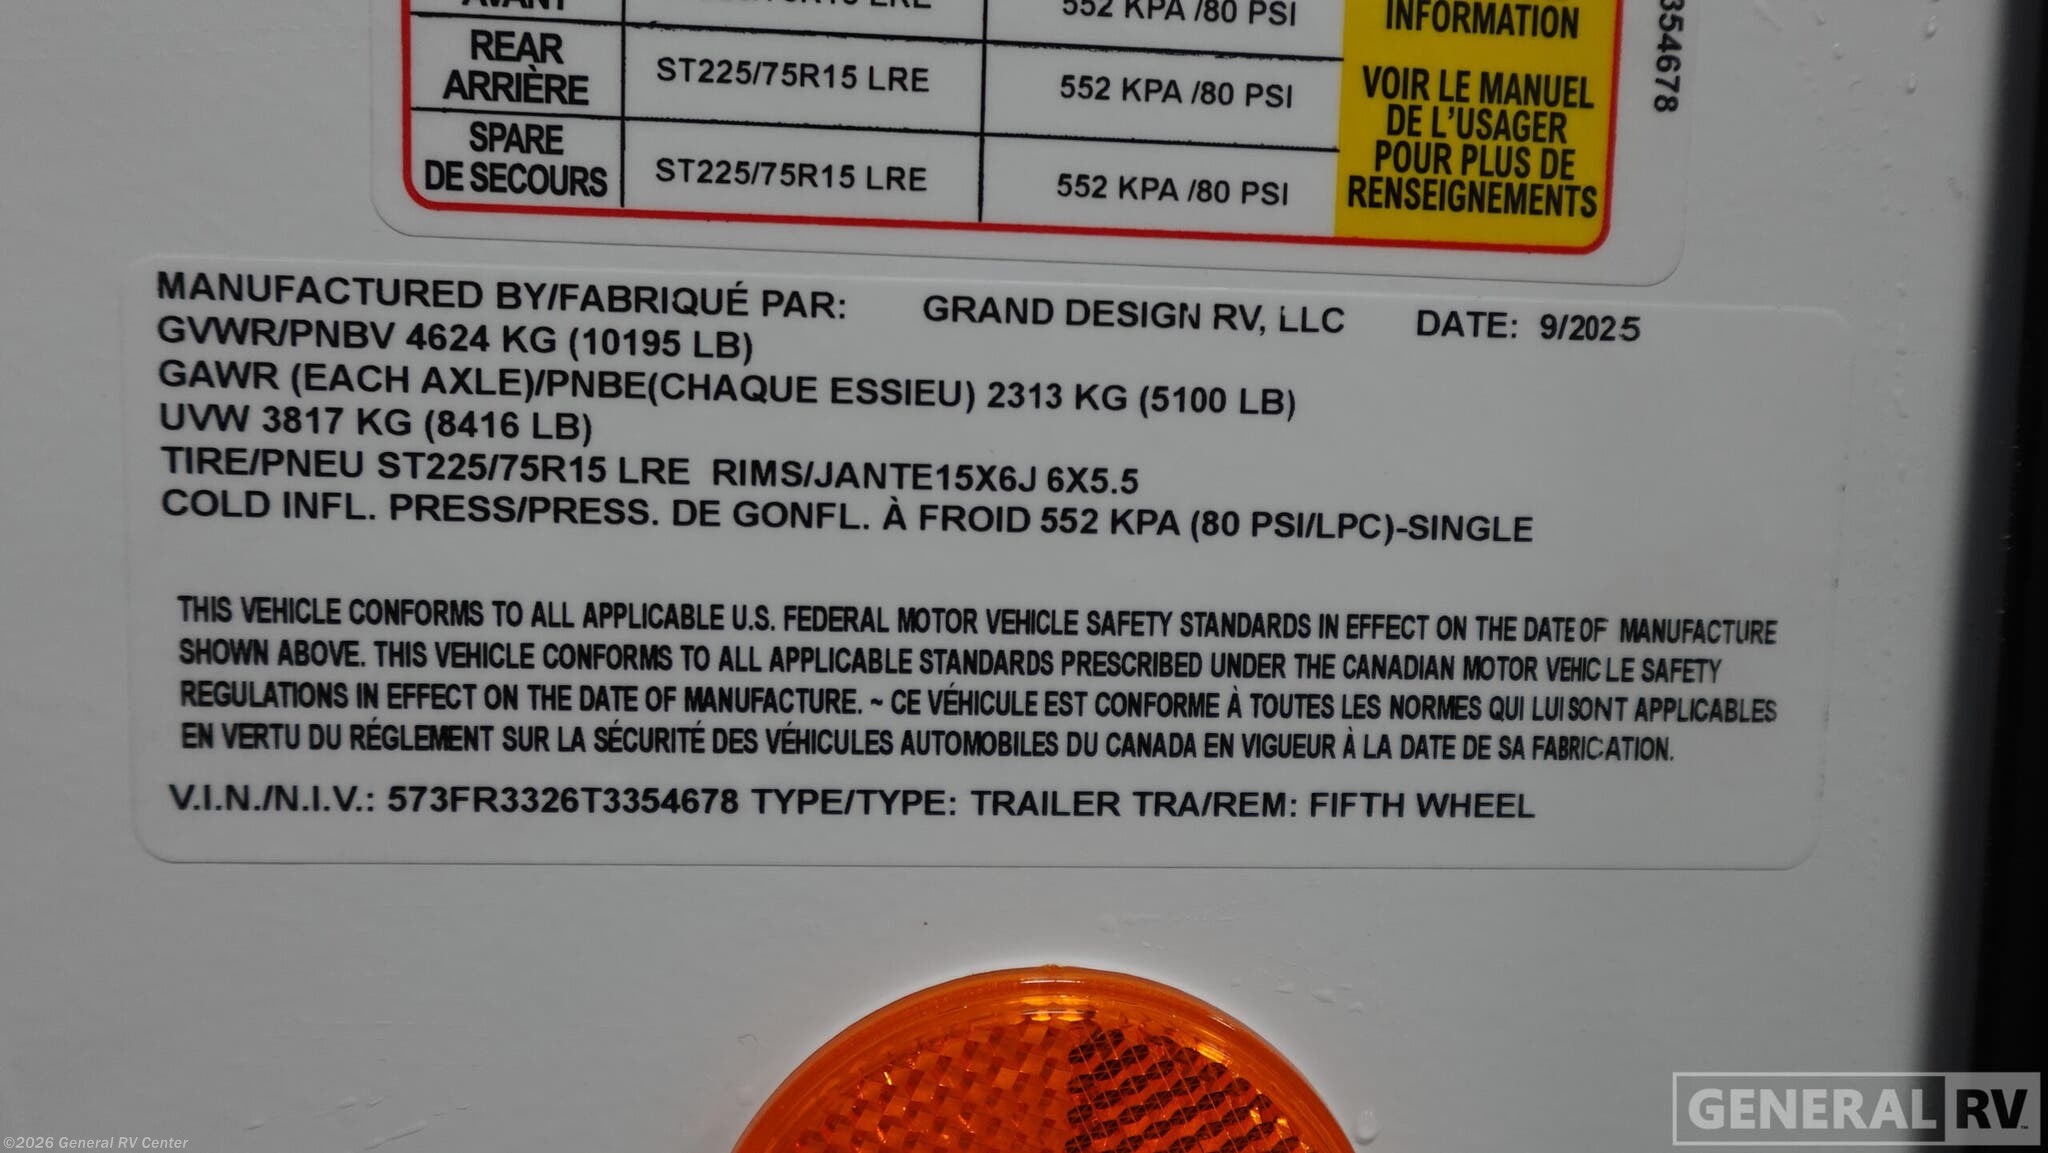 AVANT
552 KPA /80 PSI
INFORMATION
REAR
ARRIÈRE
ST225/75R15 LRE
552 KPA /80 PSI
VOIR LE MANUEL
DE L'USAGER
POUR PLUS DE
RENSEIGNEMENTS
SPARE
DE SECOURS
ST225/75R15 LRE
552 KPA /80 PSI
354678
MANUFACTURED BY/FABRIQUÉ PAR: GRAND DESIGN RV, LLC DATE: 9/2025
GVWR/PNBV 4624 KG (10195 LB)
GAWR (EACH AXLE)/PNBE(CHAQUE ESSIEU) 2313 KG (5100 LB)
UVW 3817 KG (8416 LB)
TIRE/PNEU ST225/75R15 LRE RIMS/JANTE15X6J 6X5.5
COLD INFL. PRESS/PRESS. DE GONFL. À FROID 552 KPA (80 PSI/LPC)-SINGLE
THIS VEHICLE CONFORMS TO ALL APPLICABLE U.S. FEDERAL MOTOR VEHICLE SAFETY STANDARDS IN EFFECT ON THE DATE OF MANUFACTURE
SHOWN ABOVE. THIS VEHICLE CONFORMS TO ALL APPLICABLE STANDARDS PRESCRIBED UNDER THE CANADIAN MOTOR VEHICLE SAFETY
REGULATIONS IN EFFECT ON THE DATE OF MANUFACTURE. ~ CE VÉHICULE EST CONFORME À TOUTES LES NORMES QUI LUI SONT APPLICABLES
EN VERTU DU RÉGLEMENT SUR LA SÉCURITÉ DES VÉHICULES AUTOMOBILES DU CANADA EN VIGUEUR À LA DATE DE SA FABRICATION.
V.I.N./N.I.V.: 573FR3326T3354678 TYPE/TYPE: TRAILER TRA/REM: FIFTH WHEEL
GENERAL RV
©2026 General RV Center